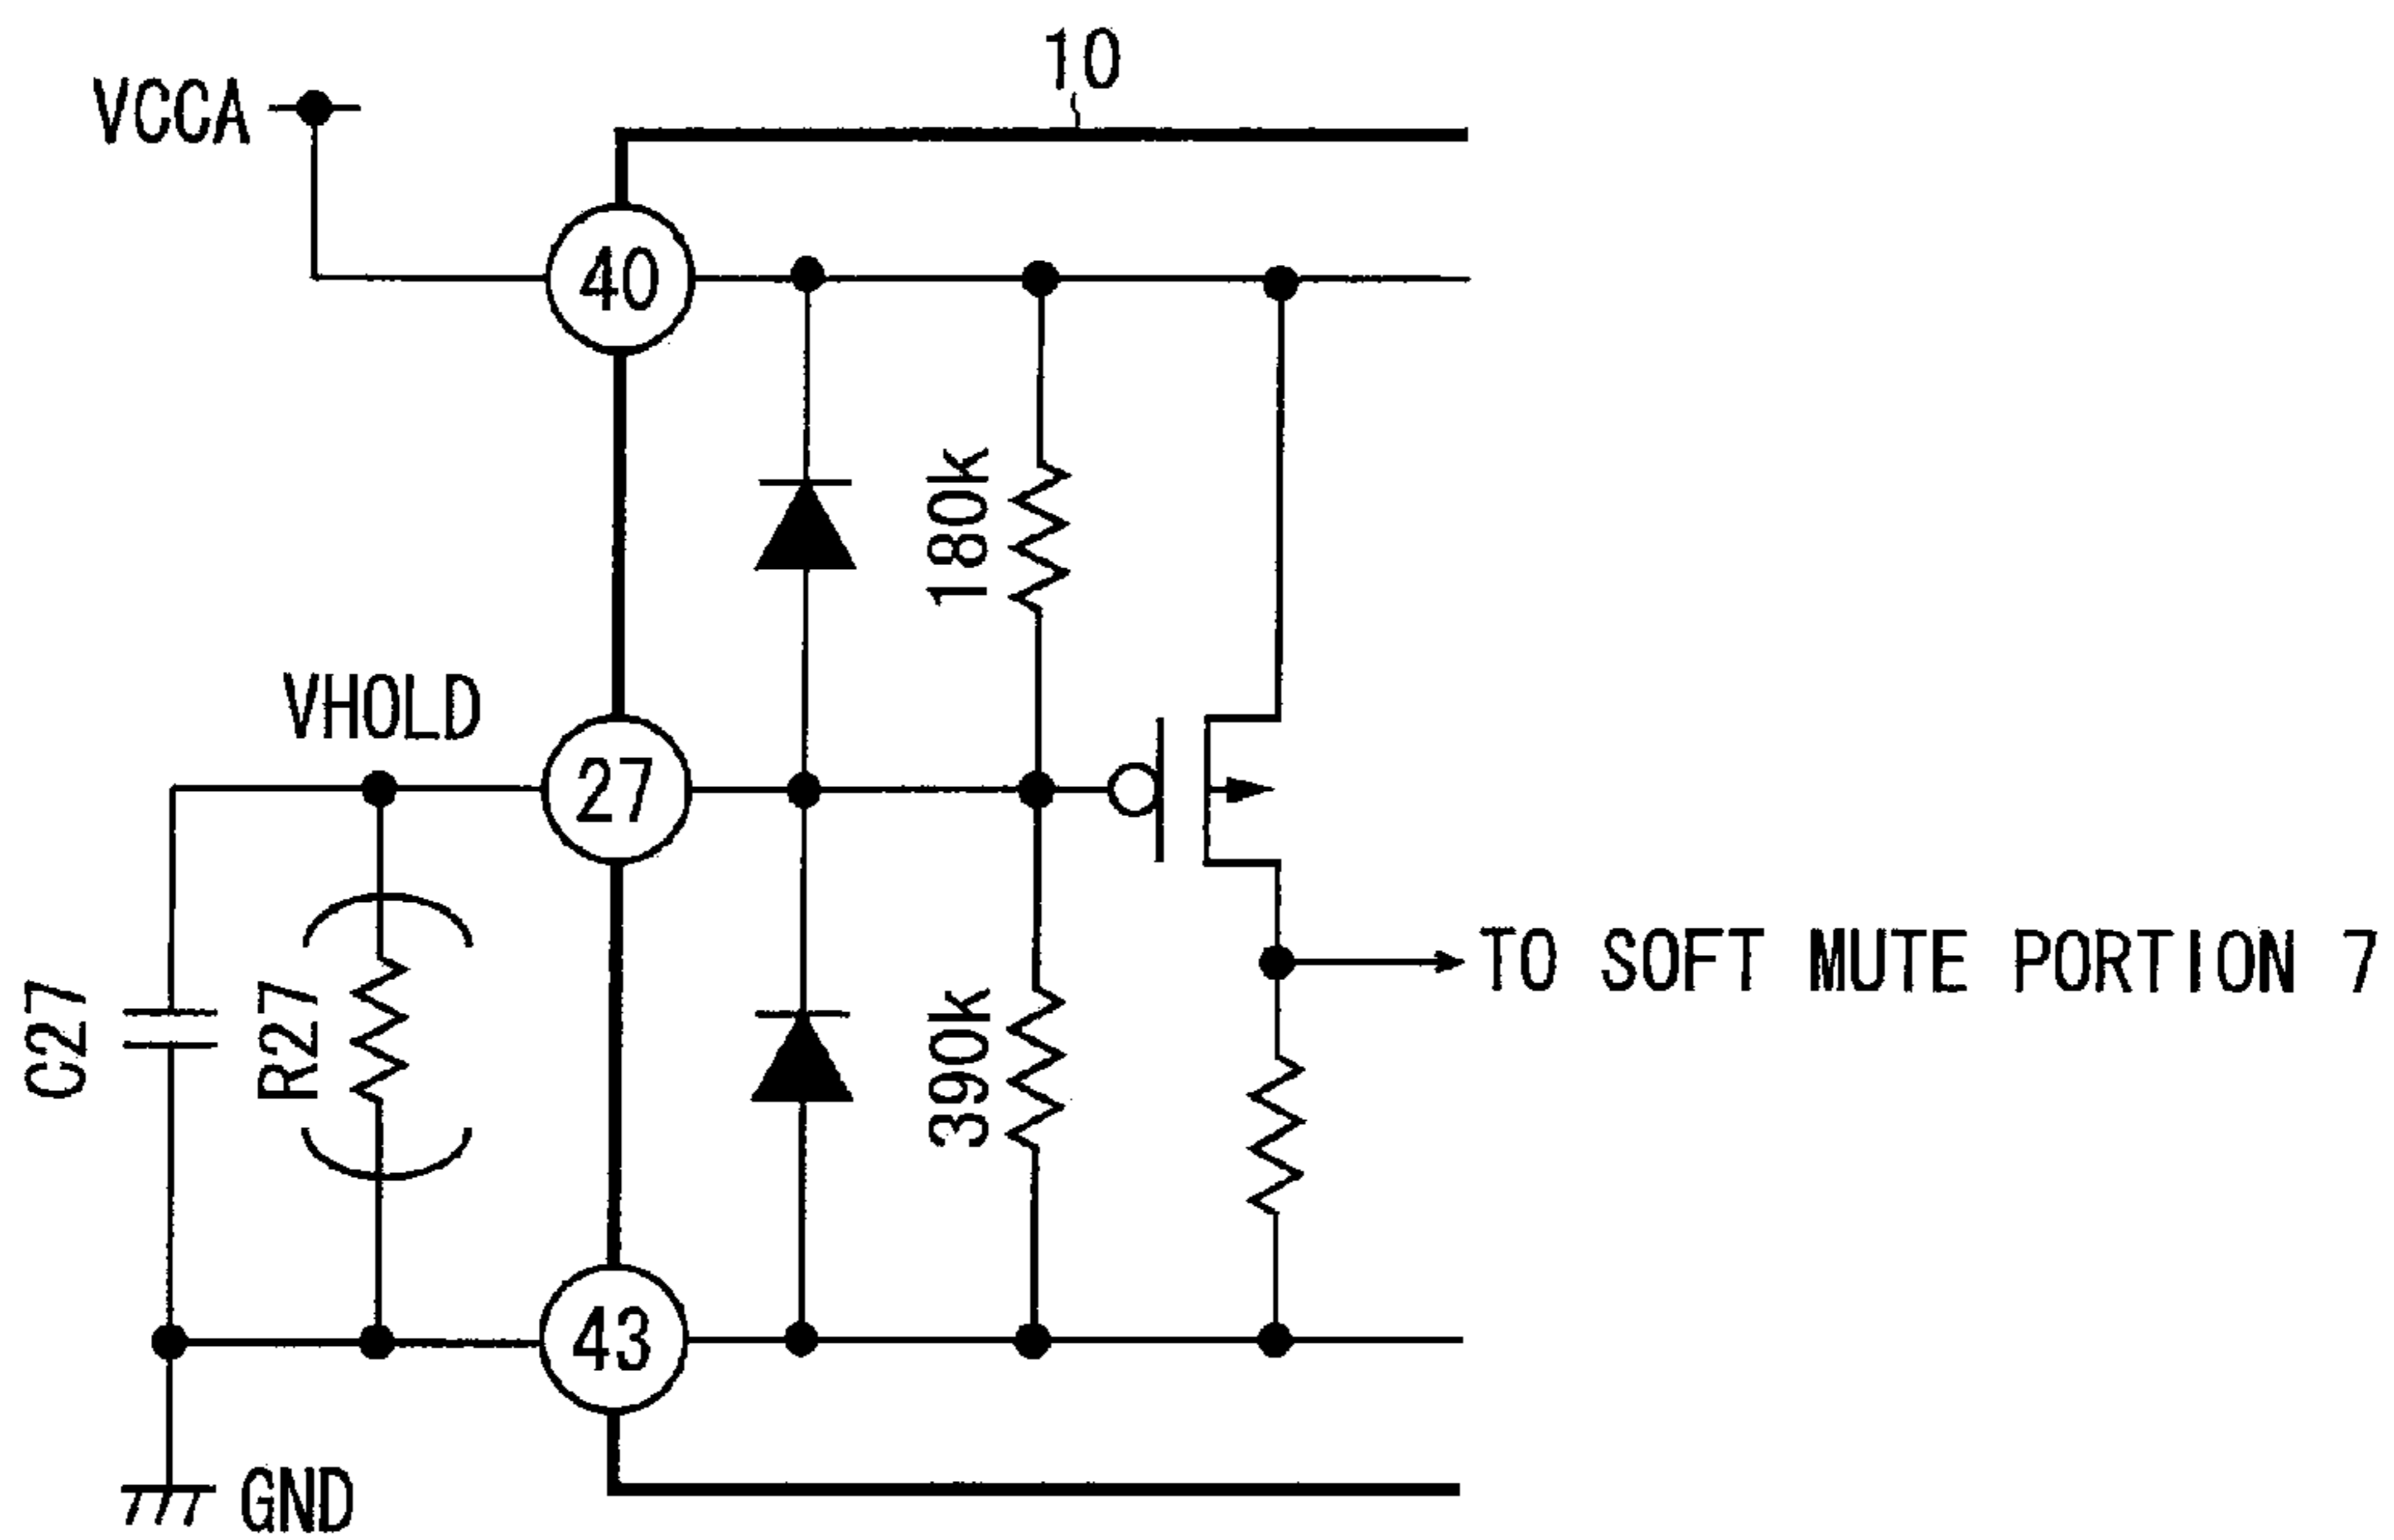 10
VCCA
40
180k
VHOLD
27
TO SOFT MUTE PORTION 7
C27
R27
390k
43
GND